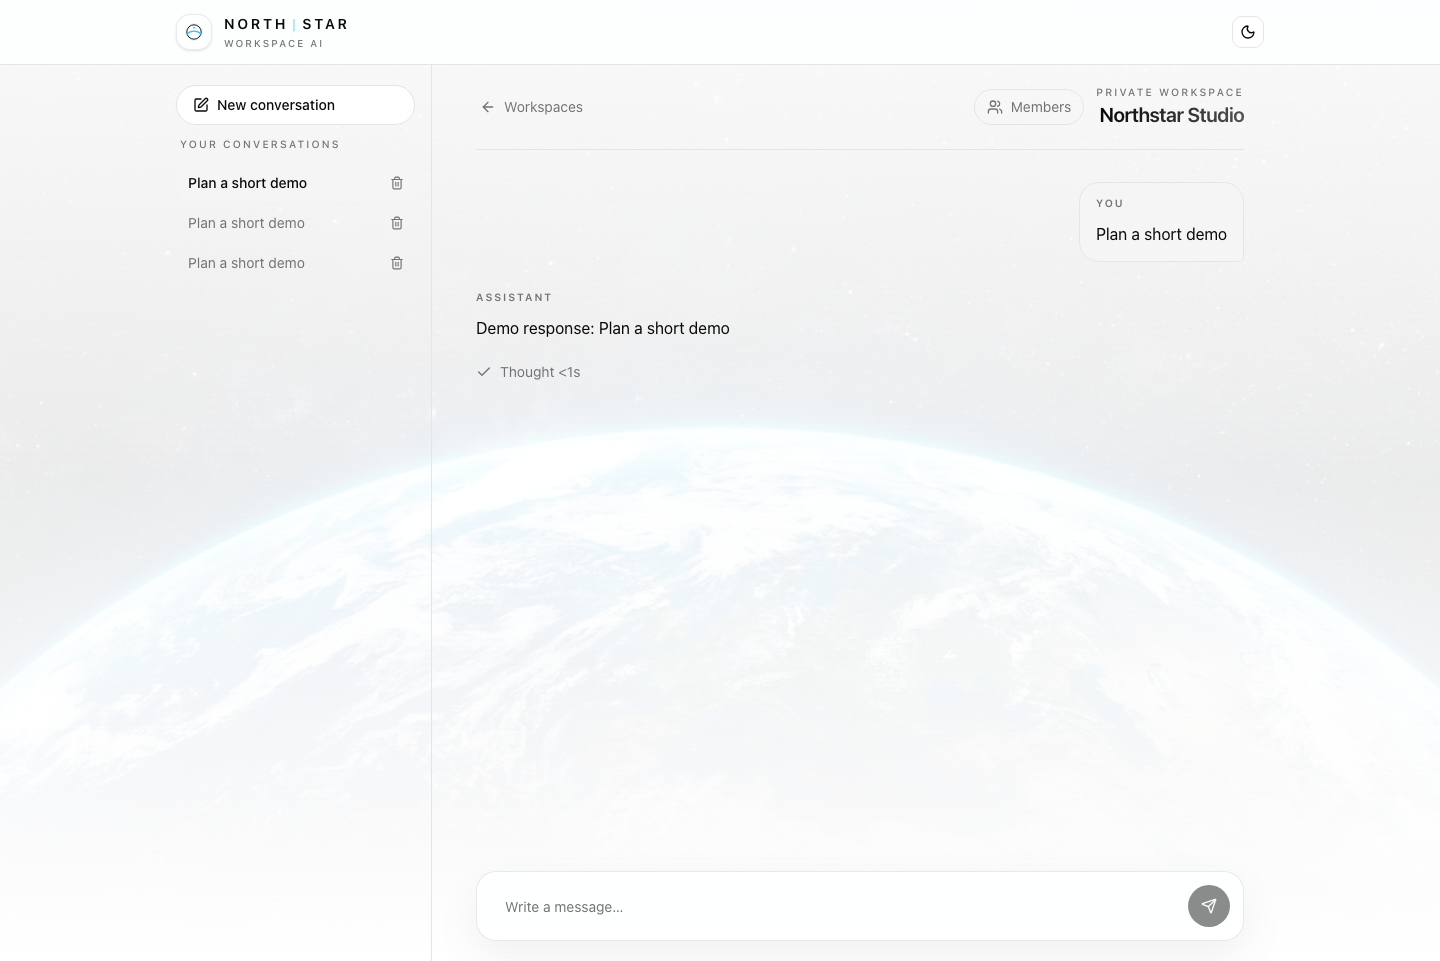 NORTH | STAR
WORKSPACE AI
New conversation
YOUR CONVERSATIONS
Plan a short demo
Plan a short demo
Plan a short demo
Workspaces
Members
PRIVATE WORKSPACE
Northstar Studio
YOU
Plan a short demo
ASSISTANT
Demo response: Plan a short demo
Thought <1s
Write a message...